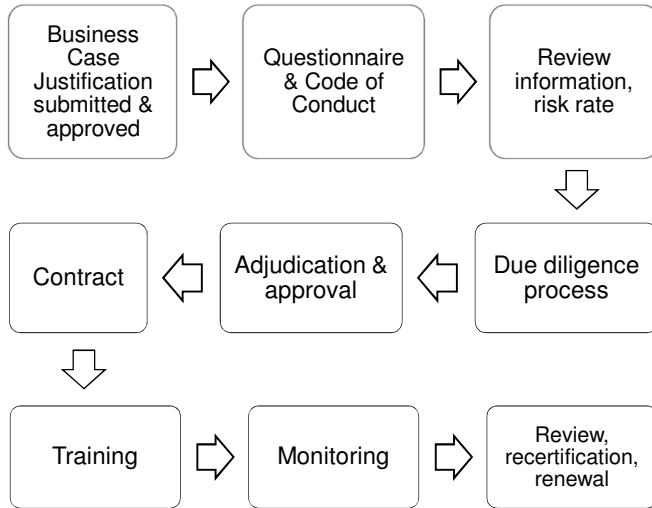 Business
Case
Justification
submitted &
approved
Questionnaire
& Code of
Conduct
Review
information,
risk rate
Due diligence
process
Adjudication &
approval
Contract
Training
Monitoring
Review,
recertification,
renewal